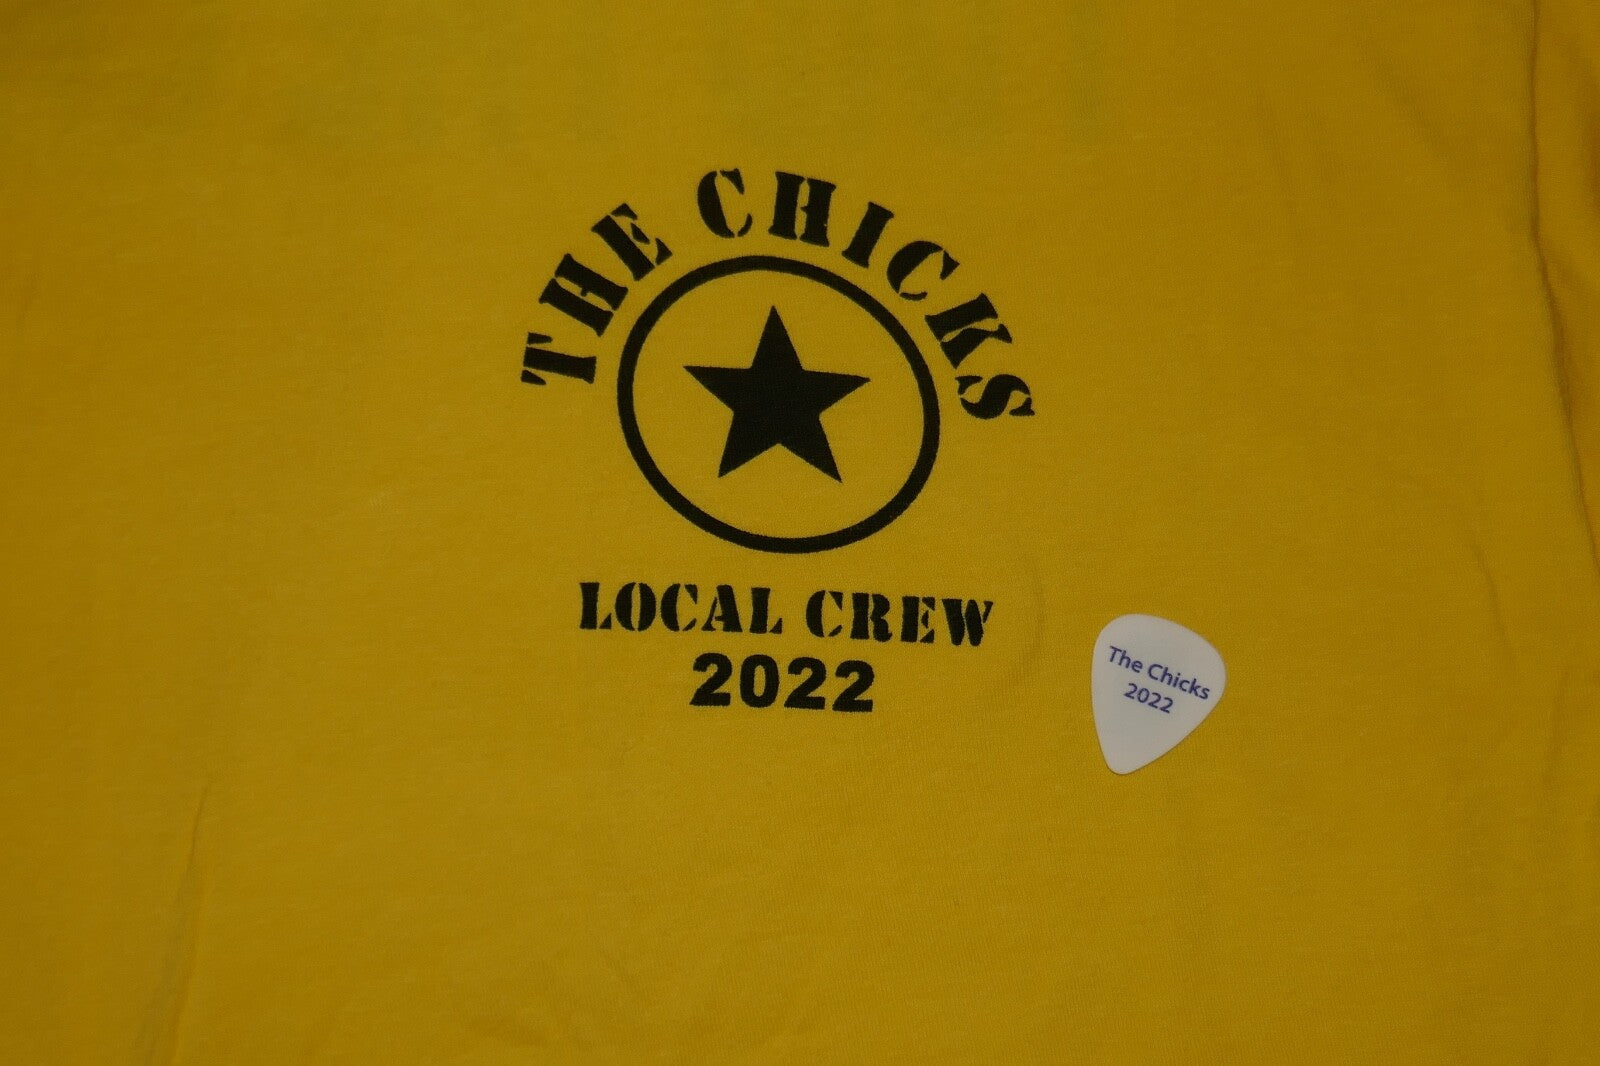 THE CHICKS
LOCAL CREW
2022
The Chicks
2022